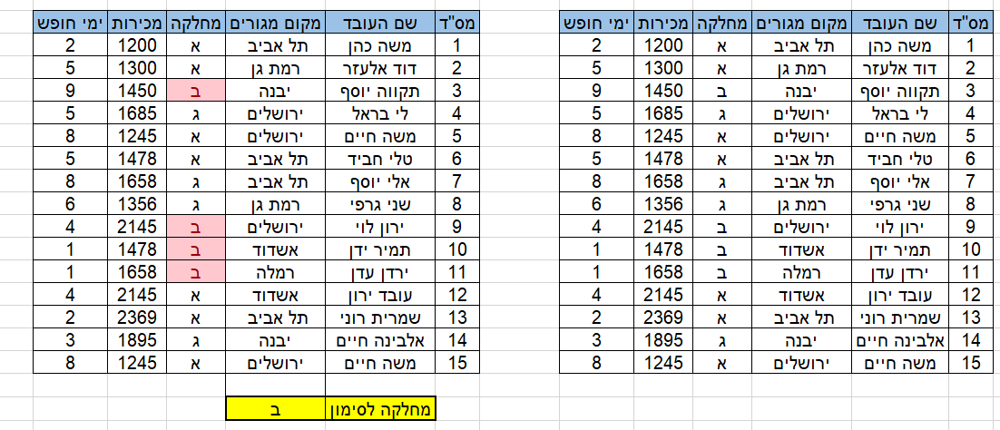 מס"ד שם העובד מקום מגורים מחלקה מכירות ימי חופש
1 משה כהן תל אביב א 1200 2
2 דוד אלעזר רמת גן א 1300 5
3 תקווה יוסף יבנה ב 1450 9
4 לי בראל ירושלים ג 1685 5
5 משה חיים ירושלים א 1245 8
6 טלי חביד תל אביב א 1478 5
7 אלי יוסף תל אביב ג 1658 8
8 שני גרפי רמת גן ג 1356 6
9 ירון לוי ירושלים ב 2145 4
10 תמיר ידן אשדוד ב 1478 1
11 ירדן עדן רמלה ב 1658 1
12 עובד ירון אשדוד א 2145 4
13 שמרית רוני תל אביב א 2369 2
14 אלבינה חיים יבנה ג 1895 3
15 משה חיים ירושלים א 1245 8
מס"ד שם העובד מקום מגורים מחלקה מכירות ימי חופש
1 משה כהן תל אביב א 1200 2
2 דוד אלעזר רמת גן א 1300 5
3 תקווה יוסף יבנה ב 1450 9
4 לי בראל ירושלים ג 1685 5
5 משה חיים ירושלים א 1245 8
6 טלי חביד תל אביב א 1478 5
7 אלי יוסף תל אביב ג 1658 8
8 שני גרפי רמת גן ג 1356 6
9 ירון לוי ירושלים ב 2145 4
10 תמיר ידן אשדוד ב 1478 1
11 ירדן עדן רמלה ב 1658 1
12 עובד ירון אשדוד א 2145 4
13 שמרית רוני תל אביב א 2369 2
14 אלבינה חיים יבנה ג 1895 3
15 משה חיים ירושלים א 1245 8
מחלקה לסימון ב